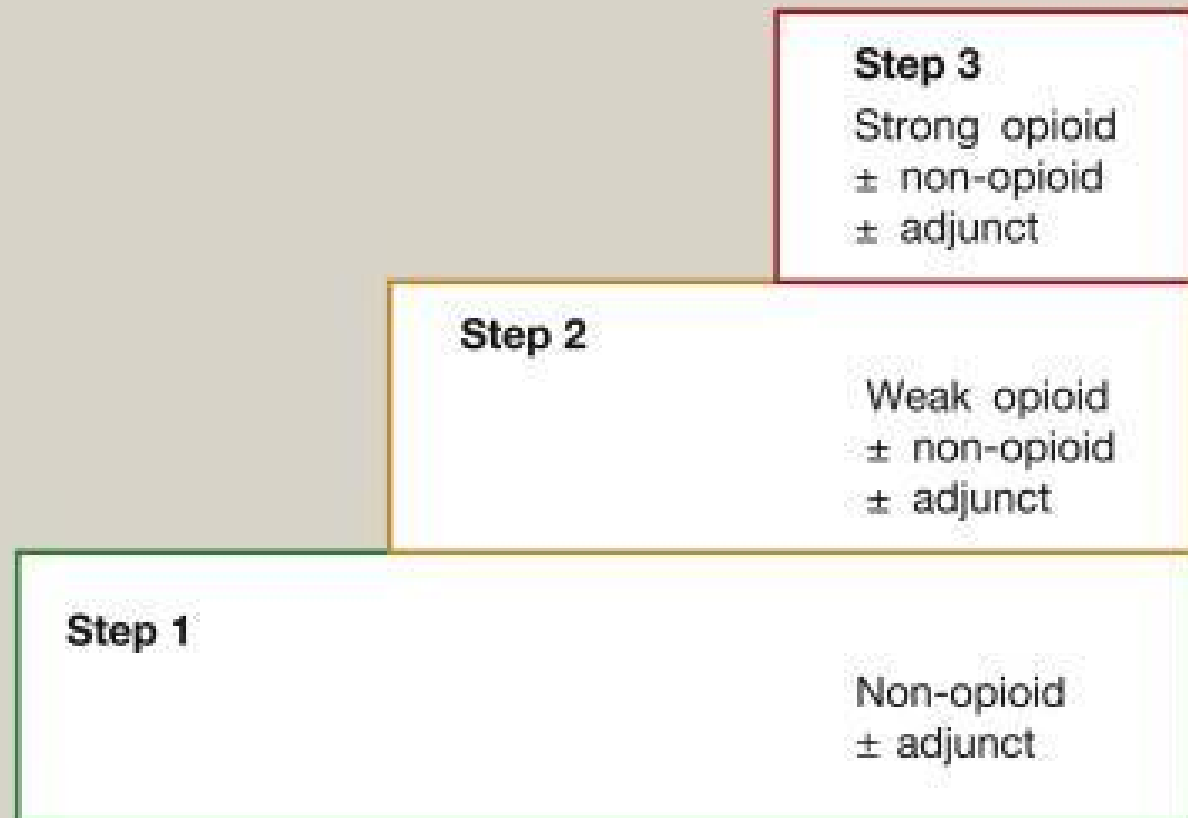 Step 3
Strong opioid
± non-opioid
± adjunct
Step 2
Weak opioid
± non-opioid
± adjunct
Step 1
Non-opioid
± adjunct